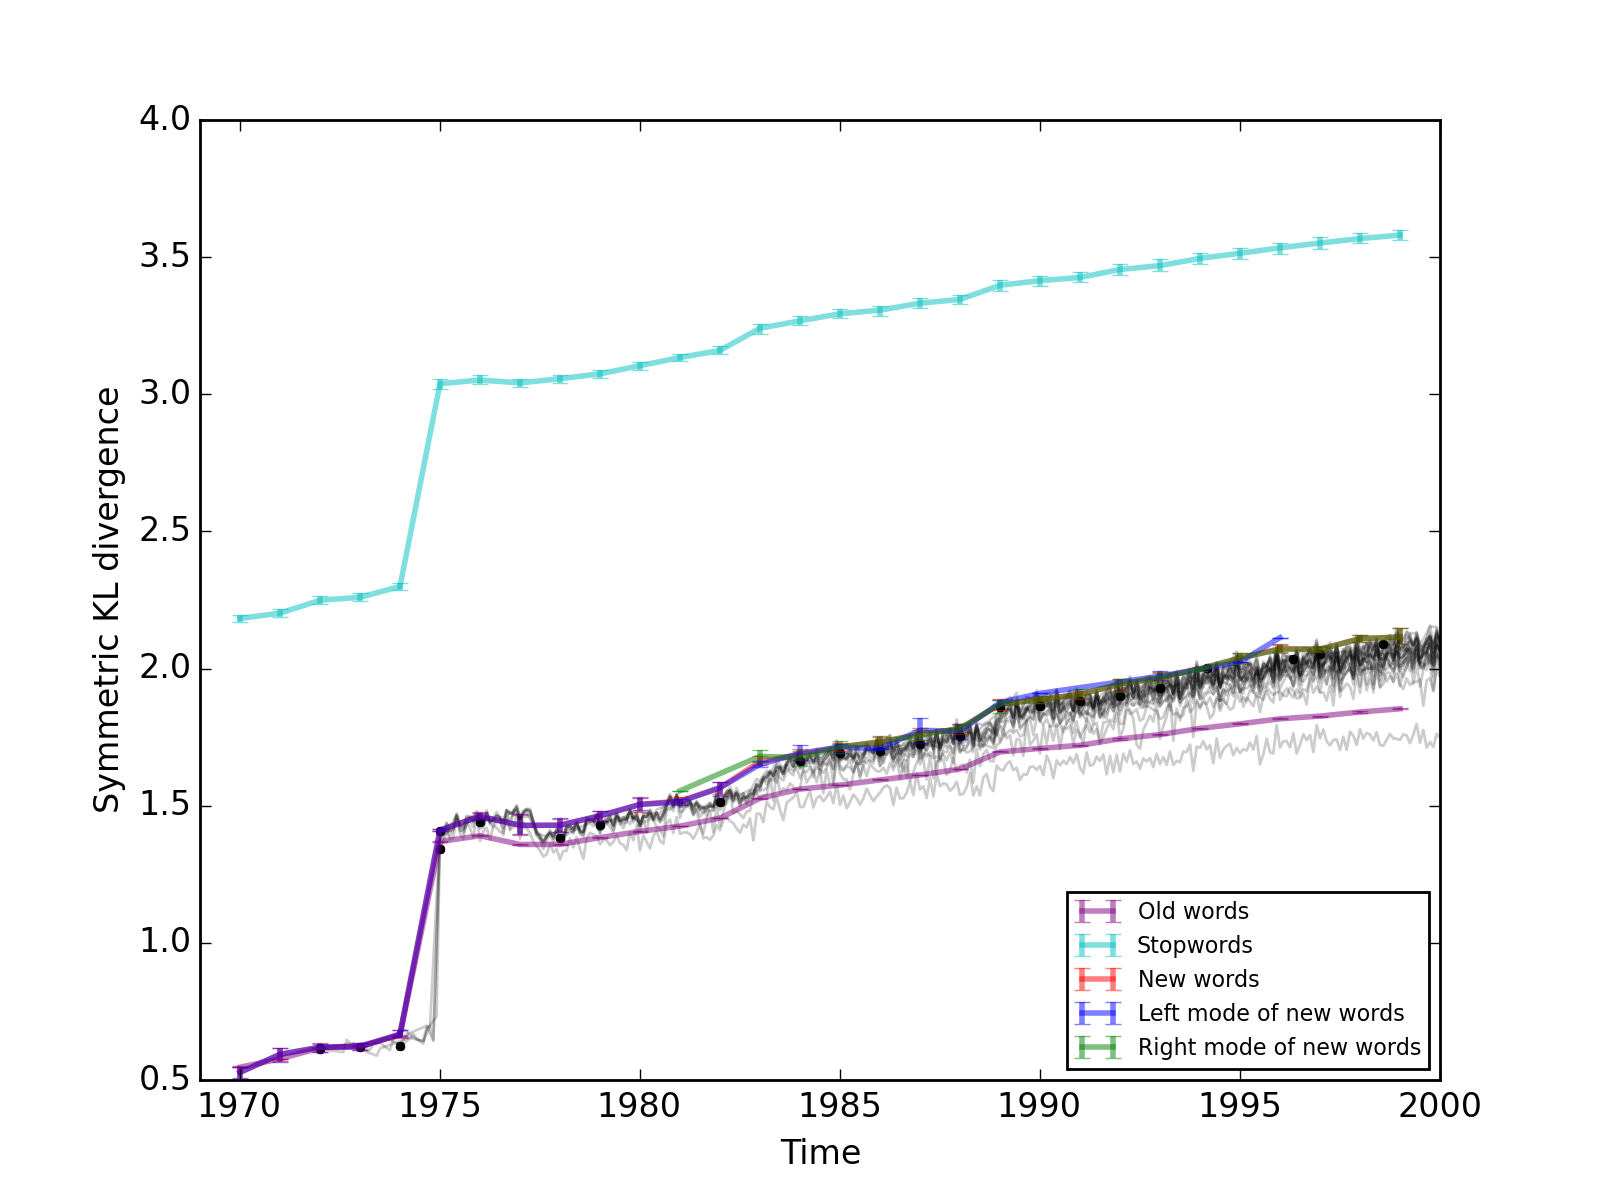 4.0
3.5
3.0
2.5
2.0
1.5
1.0
0.5
Symmetric KL divergence
1970 1975 1980 1985 1990 1995 2000
Time
Old words
Stopwords
New words
Left mode of new words
Right mode of new words